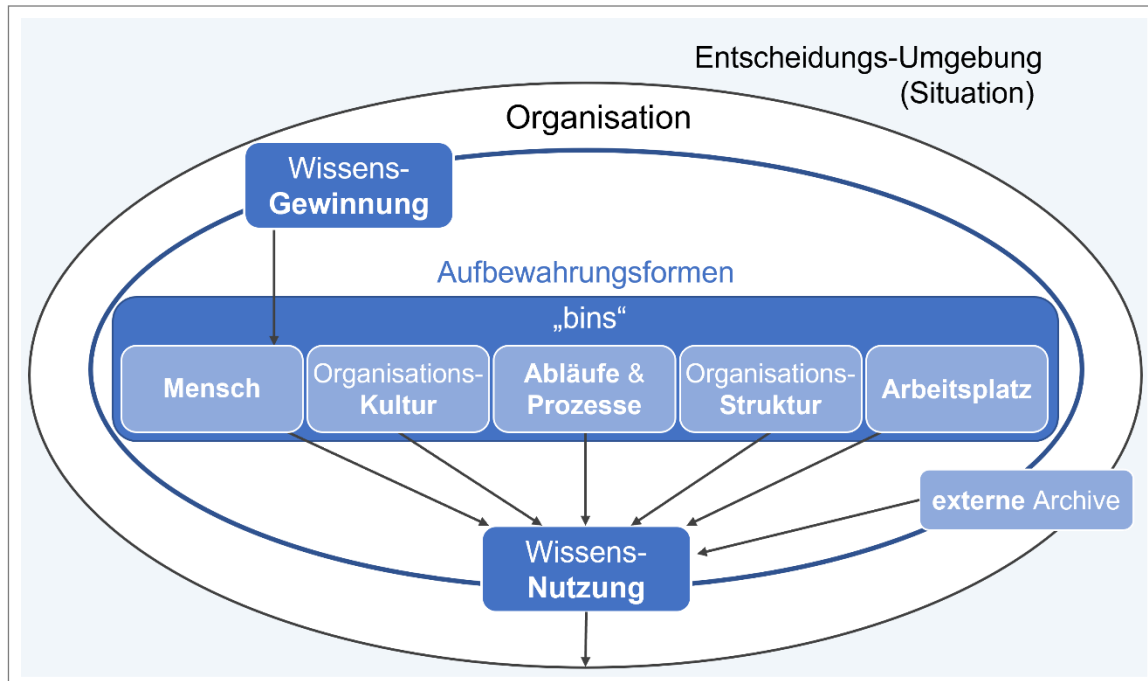 Entscheidungs-Umgebung
(Situation)
Organisation
Wissens-
Gewinnung
Aufbewahrungsformen
„bins“
Mensch
Organisations-
Kultur
Abläufe &
Prozesse
Organisations-
Struktur
Arbeitsplatz
externe Archive
Wissens-
Nutzung